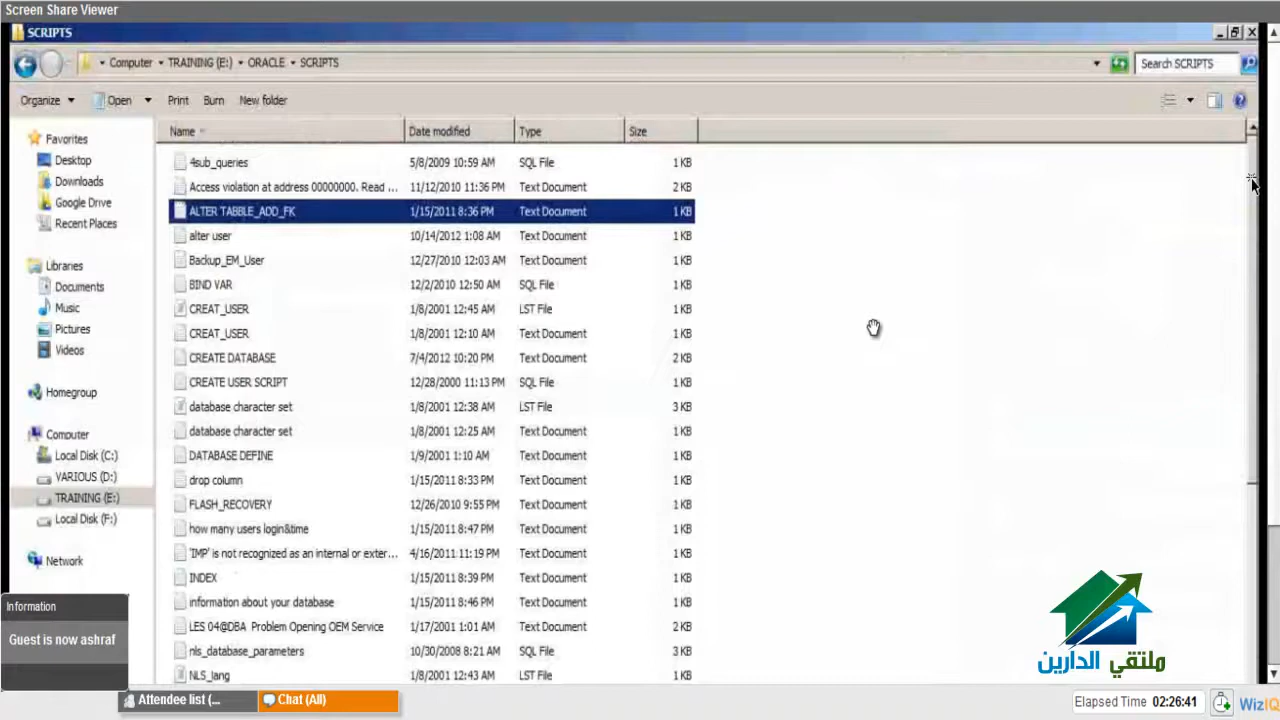 Screen Share Viewer
SCRIPTS
Computer TRAINING (E:) ORACLE SCRIPTS Search SCRIPTS
Organize Open Print Burn New folder
Name Date modified Type Size
Favorites
Desktop
Downloads
Google Drive
Recent Places
Libraries
Documents
Music
Pictures
Videos
Homegroup
Computer
Local Disk (C:)
VARIOUS (D:)
TRAINING (E:)
Local Disk (F:)
Network
4sub_queries 5/8/2009 10:59 AM SQL File 1 KB
Access violation at address 00000000. Read ... 11/12/2010 11:36 PM Text Document 2 KB
ALTER TABBLE_ADD_FK 1/15/2011 8:36 PM Text Document 1 KB
alter user 10/14/2012 1:08 AM Text Document 1 KB
Backup_EM_User 12/27/2010 12:03 AM Text Document 1 KB
BIND VAR 12/2/2010 12:50 AM SQL File 1 KB
CREAT_USER 1/8/2001 12:45 AM LST File 1 KB
CREAT_USER 1/8/2001 12:10 AM Text Document 1 KB
CREATE DATABASE 7/4/2012 10:20 PM Text Document 2 KB
CREATE USER SCRIPT 12/28/2000 11:13 PM SQL File 1 KB
database character set 1/8/2001 12:38 AM LST File 3 KB
database character set 1/8/2001 12:25 AM Text Document 1 KB
DATABASE DEFINE 1/9/2001 1:10 AM Text Document 1 KB
drop column 1/15/2011 8:33 PM Text Document 1 KB
FLASH_RECOVERY 12/26/2010 9:55 PM Text Document 1 KB
how many users login&time 1/15/2011 8:47 PM Text Document 1 KB
'IMP' is not recognized as an internal or exter... 4/16/2011 11:19 PM Text Document 1 KB
INDEX 1/15/2011 8:39 PM Text Document 1 KB
information about your database 1/15/2011 8:46 PM Text Document 1 KB
LES 04@DBA Problem Opening OEM Service 1/17/2001 1:01 AM Text Document 2 KB
nls_database_parameters 10/30/2008 8:21 AM SQL File 3 KB
NLS_lang 1/8/2001 12:43 AM LST File 1 KB
Information
Guest is now ashraf
ملتقي الدارين
Attendee list (...
Chat (All)
Elapsed Time 02:26:41
WizIQ